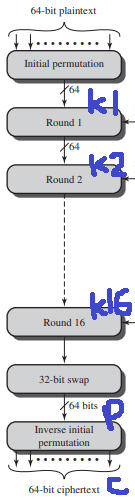 64-bit plaintext
Initial permutation
64
k1
Round 1
64
k2
Round 2
k16
Round 16
32-bit swap
64 bits
P
Inverse initial
permutation
64-bit ciphertext C